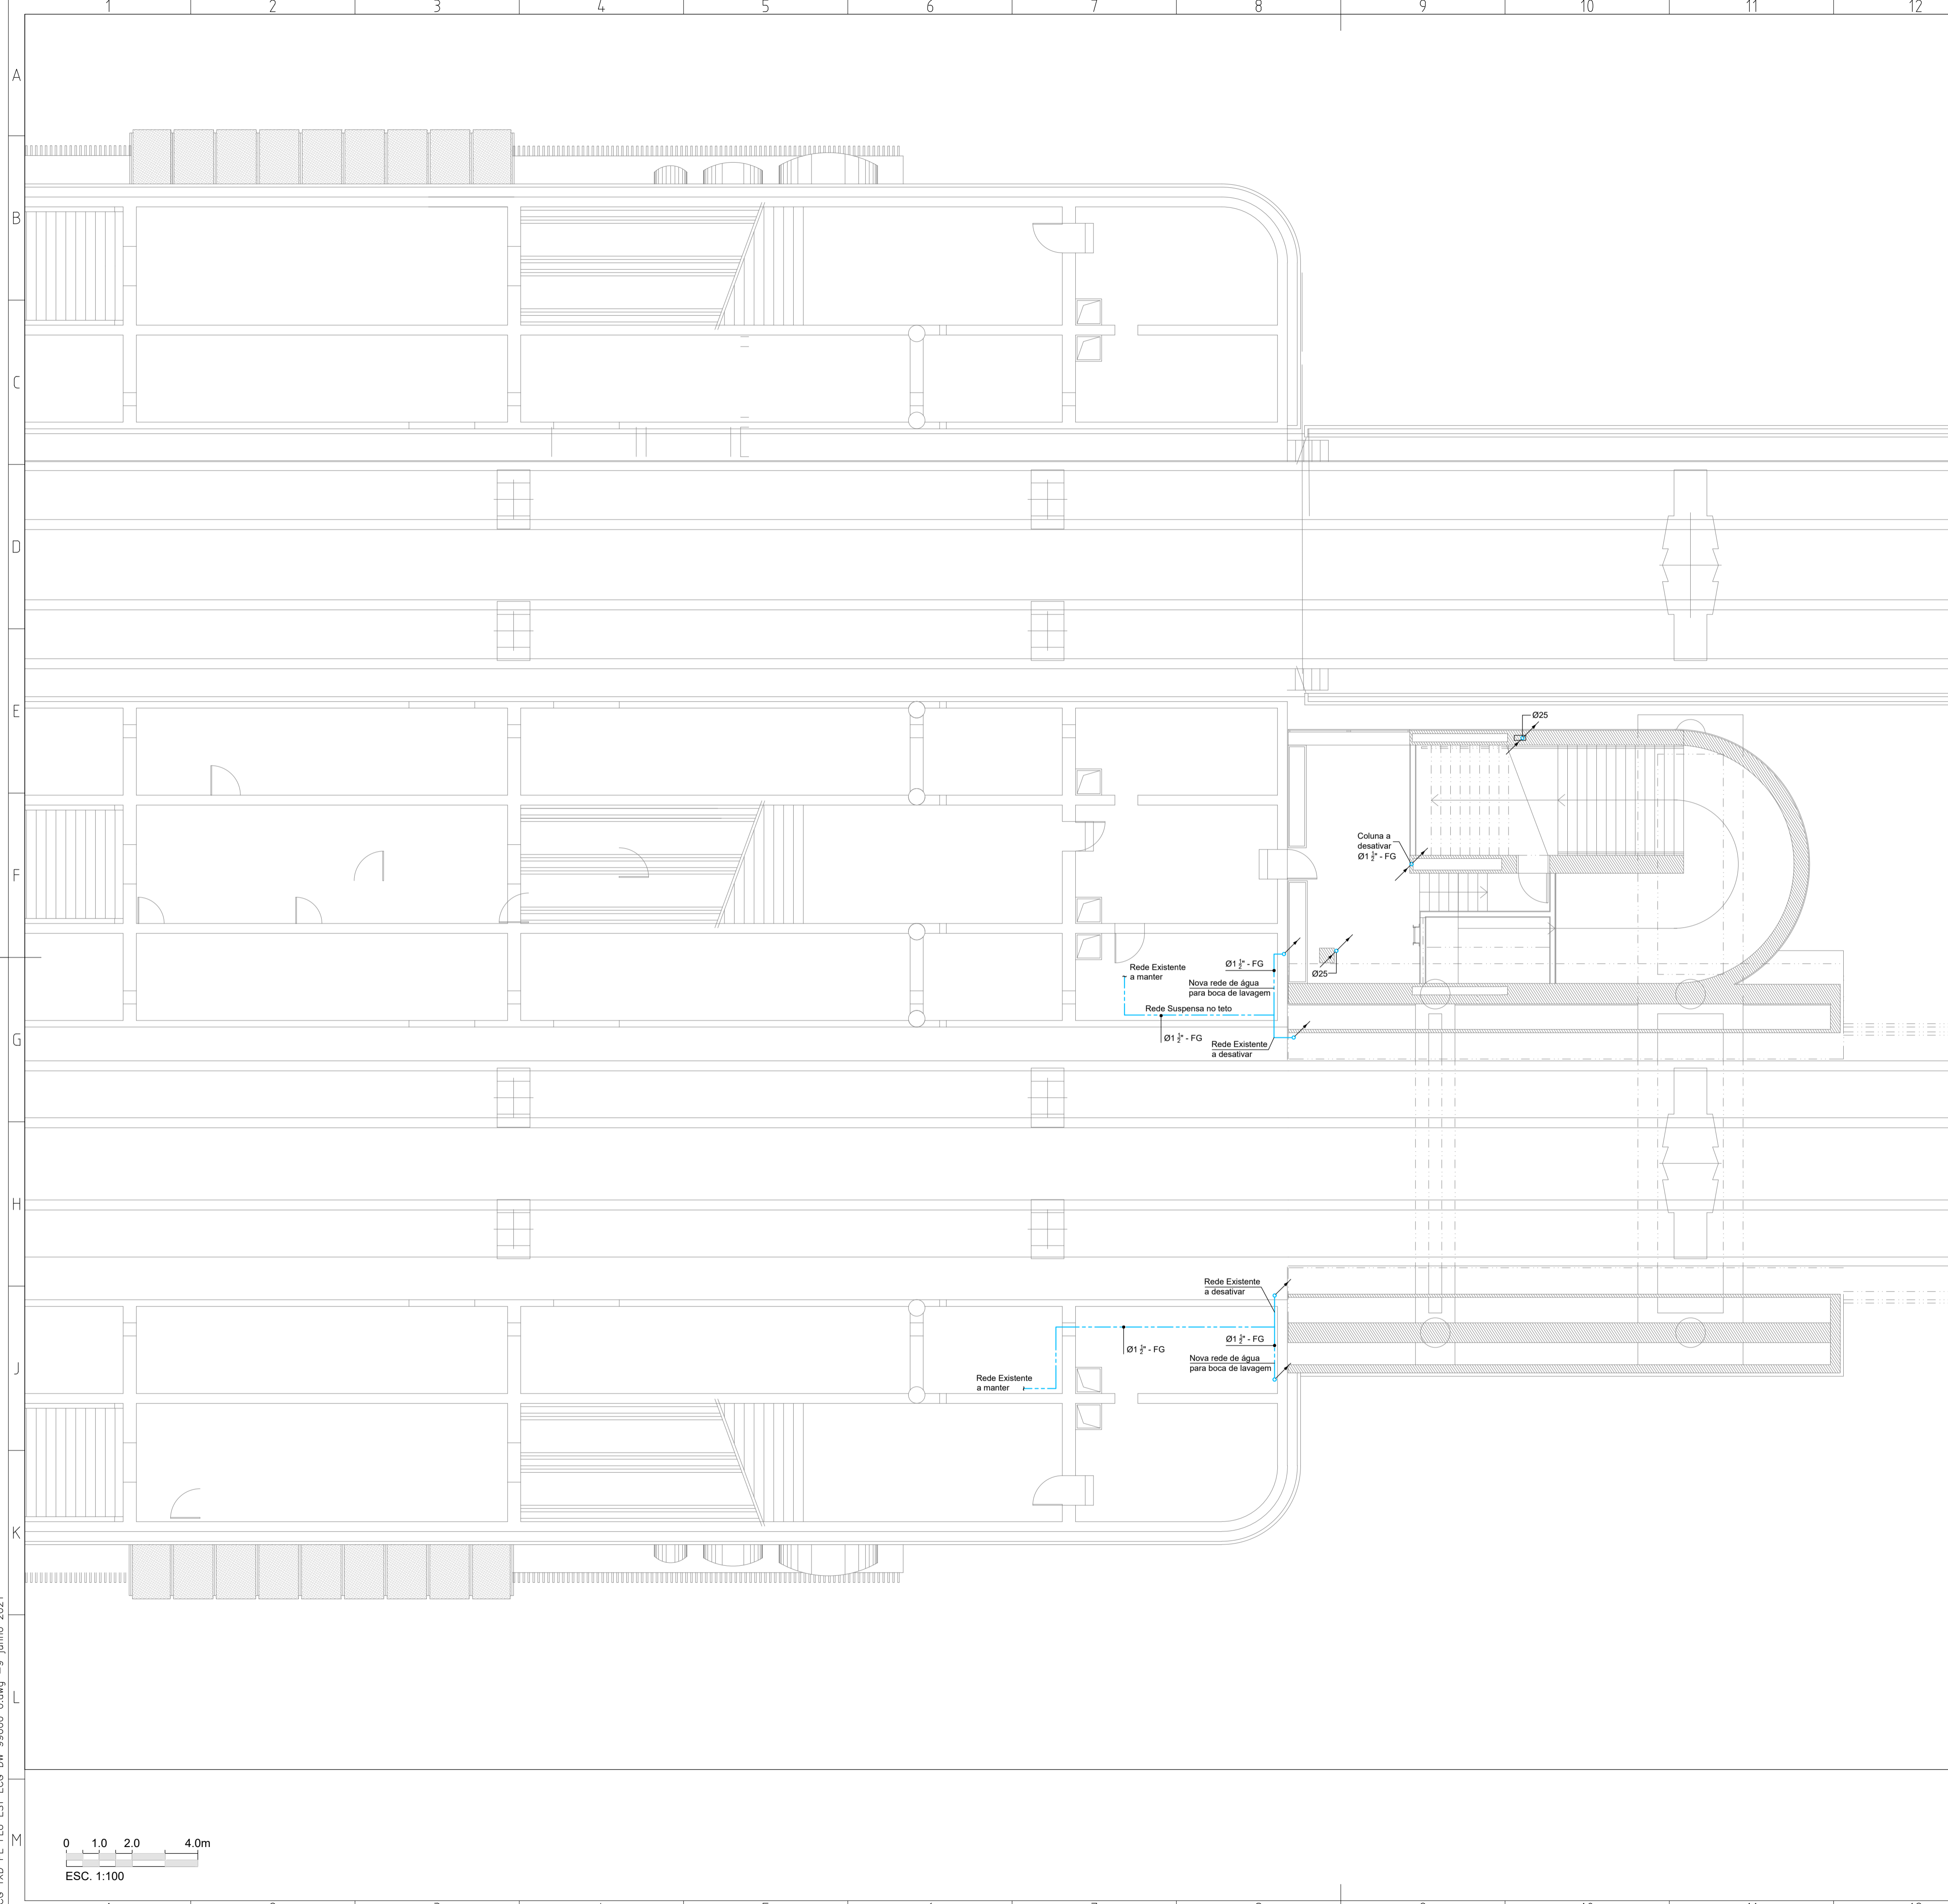 1 2 3 4 5 6 7 8 9 10 11 12
A
B
C
D
E
F
G
H
J
K
L
M
Ø25
Coluna a
desativar
Ø1 ½" - FG
Ø25
Ø1 ½" - FG
Nova rede de água
para boca de lavagem
Rede Existente
a manter
Rede Suspensa no teto
Ø1 ½" - FG
Rede Existente
a desativar
Rede Existente
a desativar
Ø1 ½" - FG
Ø1 ½" - FG
Nova rede de água
para boca de lavagem
Rede Existente
a manter
0 1.0 2.0 4.0m
ESC. 1:100